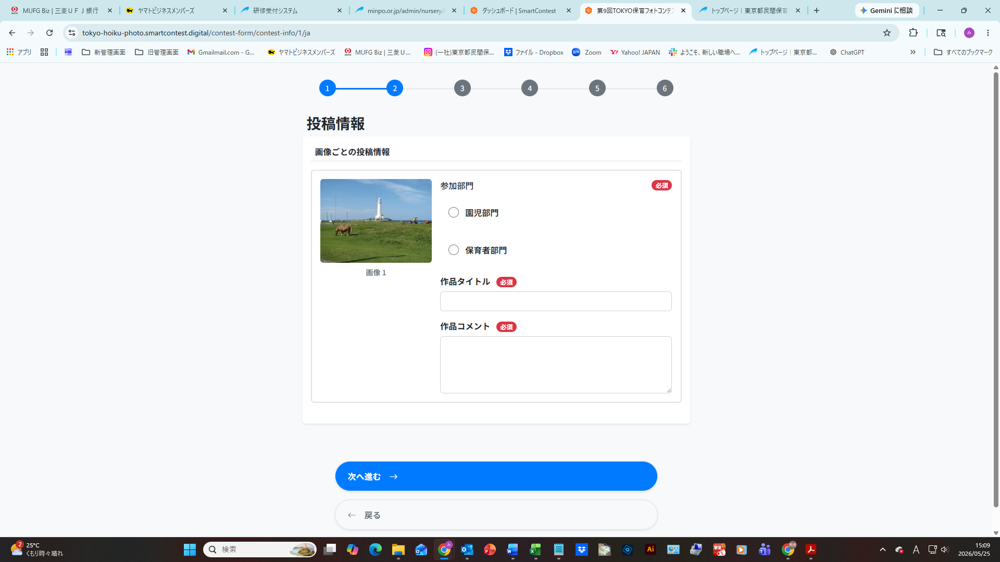 MUFG Biz | 三菱ＵＦＪ銀行
ヤマトビジネスメンバーズ
研修受付システム
minpo.or.jp/admin/nursery/
ダッシュボード | SmartContest
第9回TOKYO保育フォトコンテス
トップページ｜東京都民間保育
Gemini に相談
tokyo-hoiku-photo.smartcontest.digital/contest-form/contest-info/1/ja
み
アプリ
新管理画面
旧管理画面
Gmailmail.com - G...
ヤマトビジネスメンバーズ
MUFG Biz | 三菱Ｕ...
(一社)東京都民間保...
ファイル - Dropbox
Zoom
Yahoo! JAPAN
ようこそ、新しい職場へ...
トップページ｜東京都...
ChatGPT
すべてのブックマーク
1
2
3
4
5
6
投稿情報
画像ごとの投稿情報
参加部門
必須
園児部門
保育者部門
画像 1
作品タイトル 必須
作品コメント 必須
次へ進む →
← 戻る
2
25°C
くもり時々晴れ
検索
A
15:09
2026/05/25